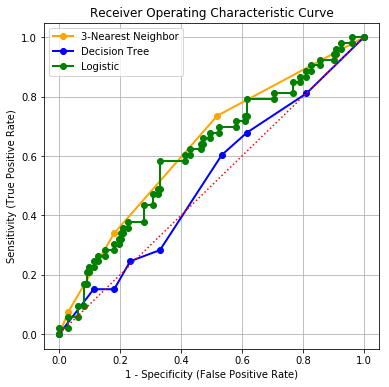 Receiver Operating Characteristic Curve
3-Nearest Neighbor
Decision Tree
Logistic
Sensitivity (True Positive Rate)
1.0
0.8
0.6
0.4
0.2
0.0
0.0 0.2 0.4 0.6 0.8 1.0
1 - Specificity (False Positive Rate)